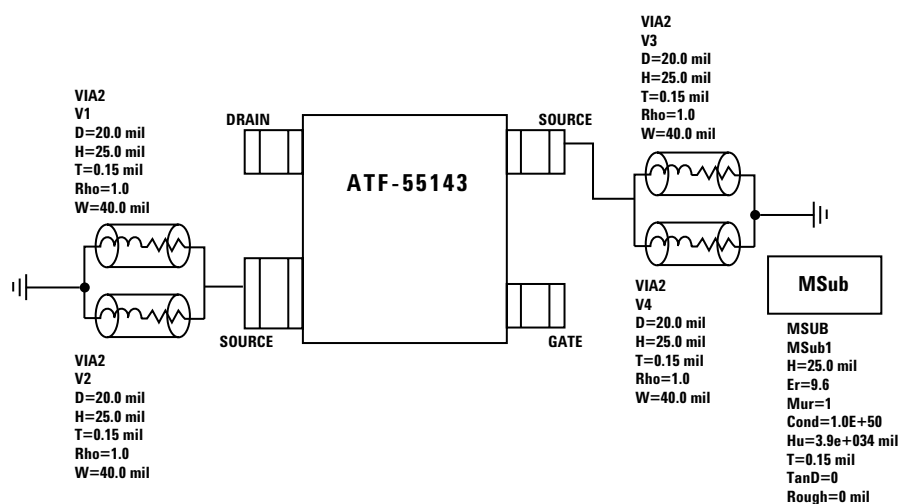 VIA2
V3
D=20.0 mil
H=25.0 mil
T=0.15 mil
Rho=1.0
W=40.0 mil
VIA2
V1
D=20.0 mil
H=25.0 mil
T=0.15 mil
Rho=1.0
W=40.0 mil
DRAIN
SOURCE
ATF-55143
SOURCE
GATE
VIA2
V2
D=20.0 mil
H=25.0 mil
T=0.15 mil
Rho=1.0
W=40.0 mil
VIA2
V4
D=20.0 mil
H=25.0 mil
T=0.15 mil
Rho=1.0
W=40.0 mil
MSub
MSUB
MSub1
H=25.0 mil
Er=9.6
Mur=1
Cond=1.0E+50
Hu=3.9e+034 mil
T=0.15 mil
TanD=0
Rough=0 mil